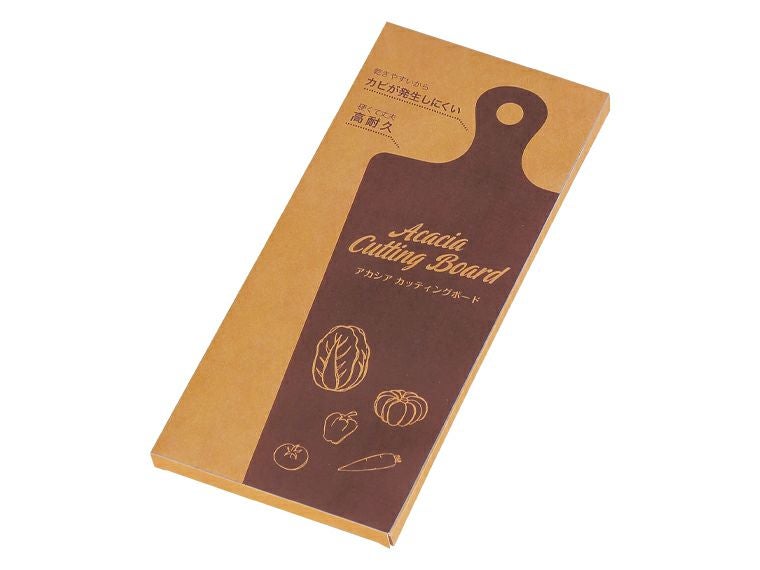 乾きやすいから
カビが発生しにくい
硬くて丈夫
高耐久
Acacia
Cutting Board
アカシア カッティングボード